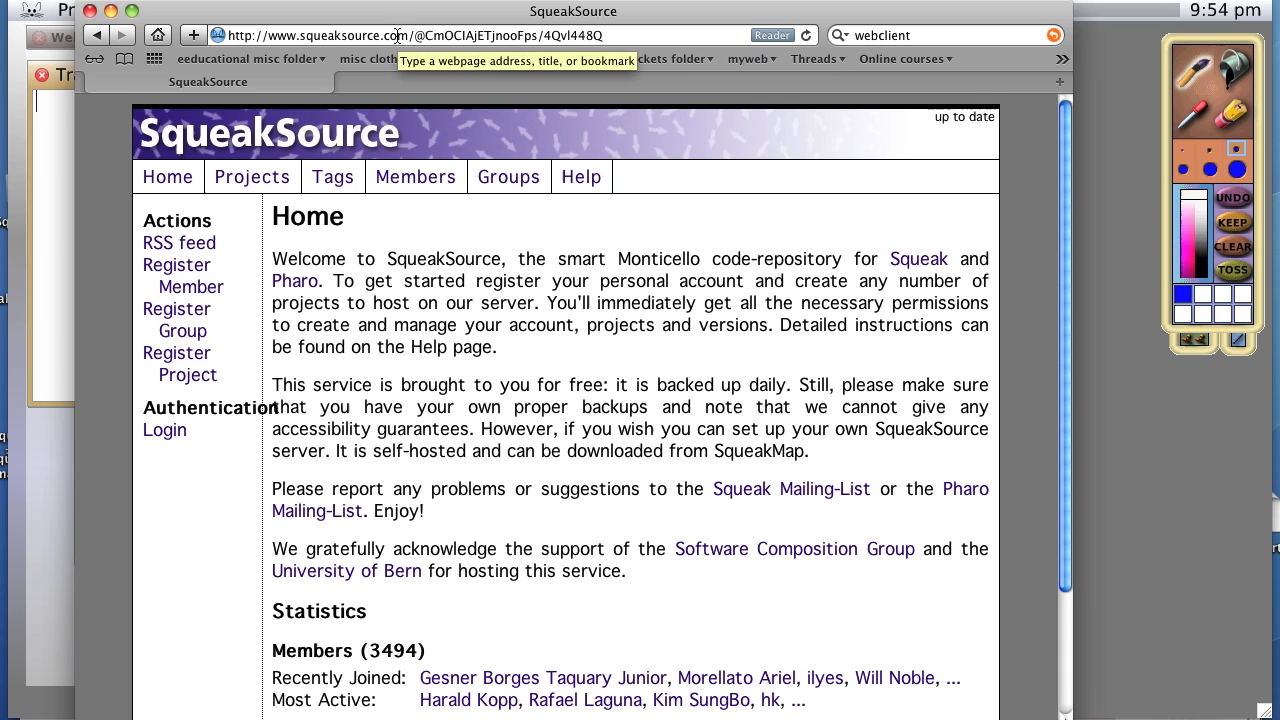 Pr
SqueakSource
9:54 pm
We
http://www.squeaksource.com/@CmOCIAjETjnooFps/4Qvl448Q
Reader
webclient
eeducational misc folder
misc cloth
Type a webpage address, title, or bookmark
ckets folder
myweb
Threads
Online courses
Tra
SqueakSource
SqueakSource
up to date
Home
Projects
Tags
Members
Groups
Help
Actions
RSS feed
Register
Member
Register
Group
Register
Project
Authentication
Login
Home
Welcome to SqueakSource, the smart Monticello code-repository for Squeak and
Pharo. To get started register your personal account and create any number of
projects to host on our server. You'll immediately get all the necessary permissions
to create and manage your account, projects and versions. Detailed instructions can
be found on the Help page.
This service is brought to you for free: it is backed up daily. Still, please make sure
that you have your own proper backups and note that we cannot give any
accessibility guarantees. However, if you wish you can set up your own SqueakSource
server. It is self-hosted and can be downloaded from SqueakMap.
Please report any problems or suggestions to the Squeak Mailing-List or the Pharo
Mailing-List. Enjoy!
We gratefully acknowledge the support of the Software Composition Group and the
University of Bern for hosting this service.
Statistics
Members (3494)
Recently Joined: Gesner Borges Taquary Junior, Morellato Ariel, ilyes, Will Noble, ...
Most Active: Harald Kopp, Rafael Laguna, Kim SungBo, hk, ...
UNDO
KEEP
CLEAR
TOSS